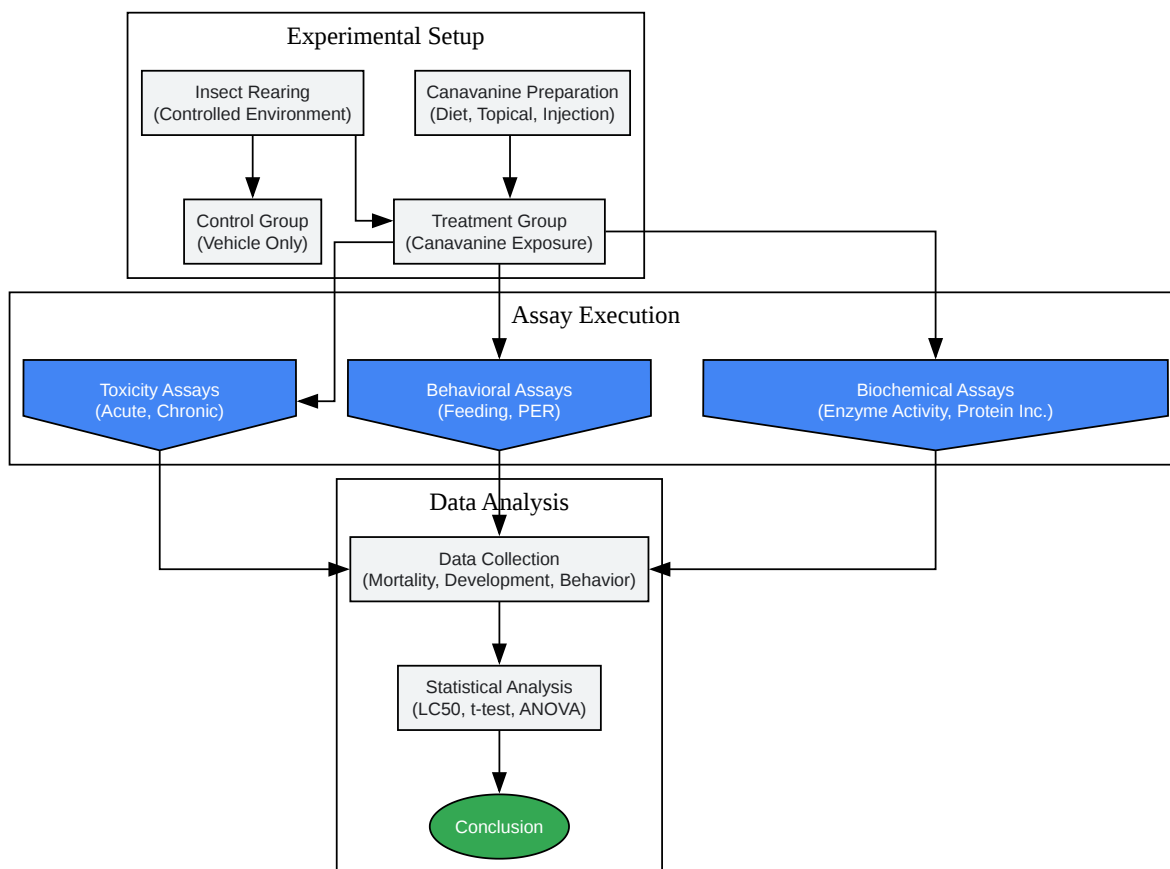 Experimental Setup
Insect Rearing
(Controlled Environment)
Canavanine Preparation
(Diet, Topical, Injection)
Control Group
(Vehicle Only)
Treatment Group
(Canavanine Exposure)
Assay Execution
Toxicity Assays
(Acute, Chronic)
Behavioral Assays
(Feeding, PER)
Biochemical Assays
(Enzyme Activity, Protein Inc.)
Data Analysis
Data Collection
(Mortality, Development, Behavior)
Statistical Analysis
(LC50, t-test, ANOVA)
Conclusion